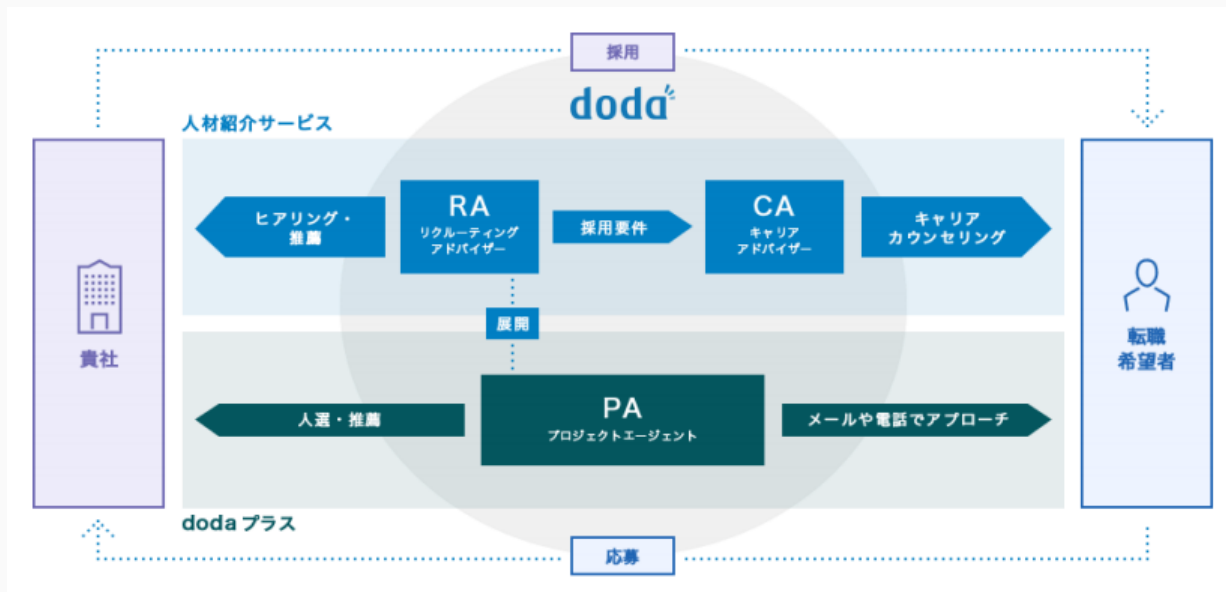 採用
doda
人材紹介サービス
ヒアリング・
推薦
RA
リクルーティング
アドバイザー
採用要件
CA
キャリア
アドバイザー
キャリア
カウンセリング
貴社
展開
転職
希望者
人選・推薦
PA
プロジェクトエージェント
メールや電話でアプローチ
dodaプラス
応募